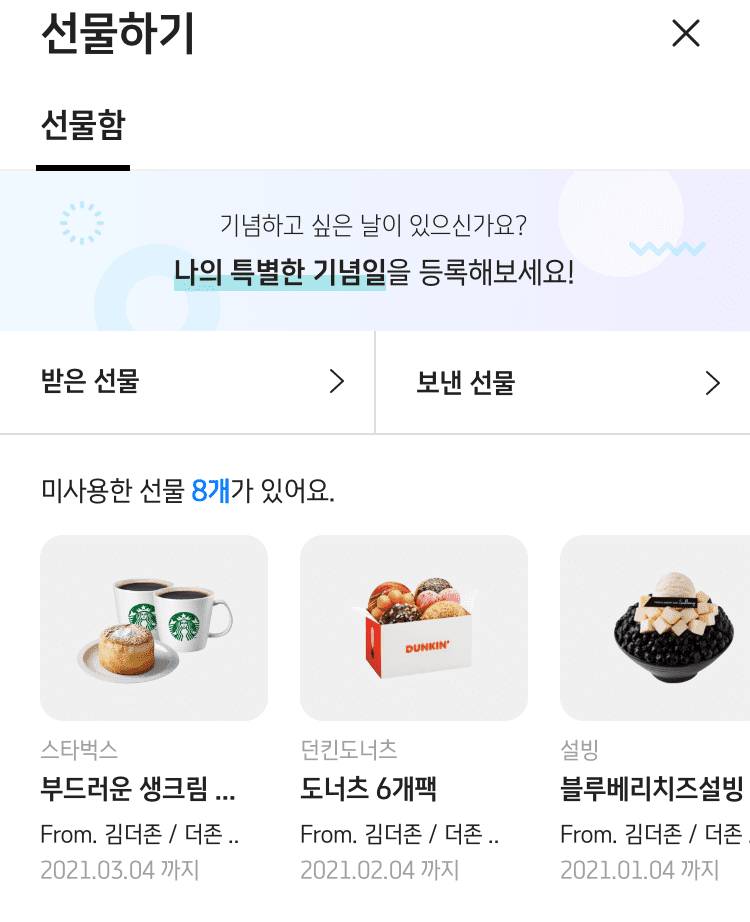 선물하기
선물함
기념하고 싶은 날이 있으신가요?
나의 특별한 기념일을 등록해보세요!
받은 선물
보낸 선물
미사용한 선물 8개가 있어요.
DUNKIN'
스타벅스
던킨도너츠
설빙
부드러운 생크림 ...
도너츠 6개팩
블루베리치즈설빙
From. 김더존 / 더존 ..
From. 김더존 / 더존 ..
From. 김더존 / 더존 .
2021.03.04 까지
2021.02.04 까지
2021.01.04 까지